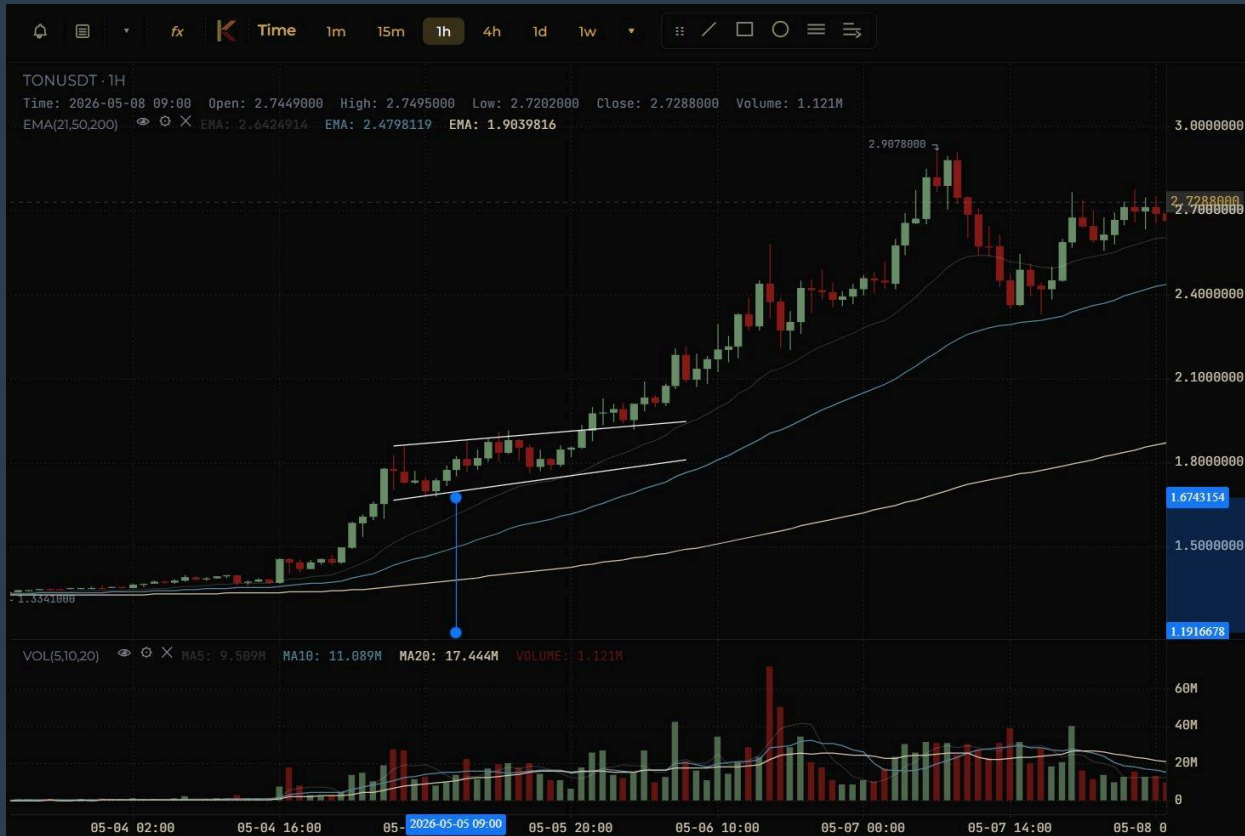 Time 1m 15m 1h 4h 1d 1w
TONUSDT · 1H
Time: 2026-05-08 09:00 Open: 2.7449000 High: 2.7495000 Low: 2.7202000 Close: 2.7288000 Volume: 1.121M
EMA(21,50,200) EMA: 2.6424914 EMA: 2.4798119 EMA: 1.9039816
3.0000000
2.9078000
2.7288000
2.7000000
2.4000000
2.1000000
1.8000000
1.6743154
1.5000000
1.3341000
1.1916678
VOL(5,10,20) MA5: 9.509M MA10: 11.089M MA20: 17.444M VOLUME: 1.121M
60M
40M
20M
0
05-04 02:00 05-04 16:00 05- 2026-05-05 09:00 05-05 20:00 05-06 10:00 05-07 00:00 05-07 14:00 05-08 0